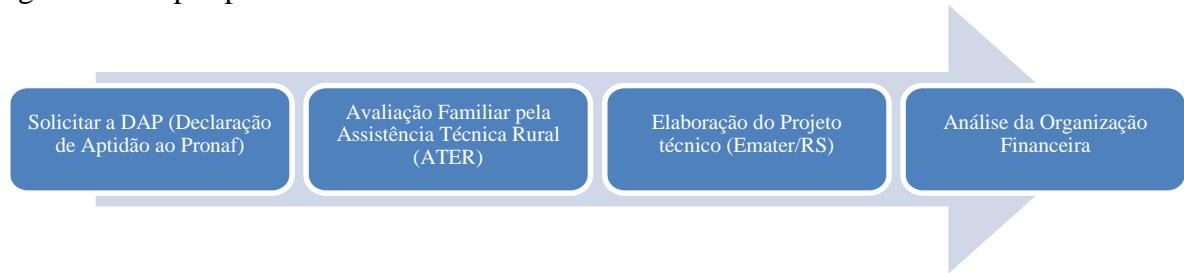 Solicitar a DAP (Declaração
de Aptidão ao Pronaf)
Avaliação Familiar pela
Assistência Técnica Rural
(ATER)
Elaboração do Projeto
técnico (Emater/RS)
Análise da Organização
Financeira